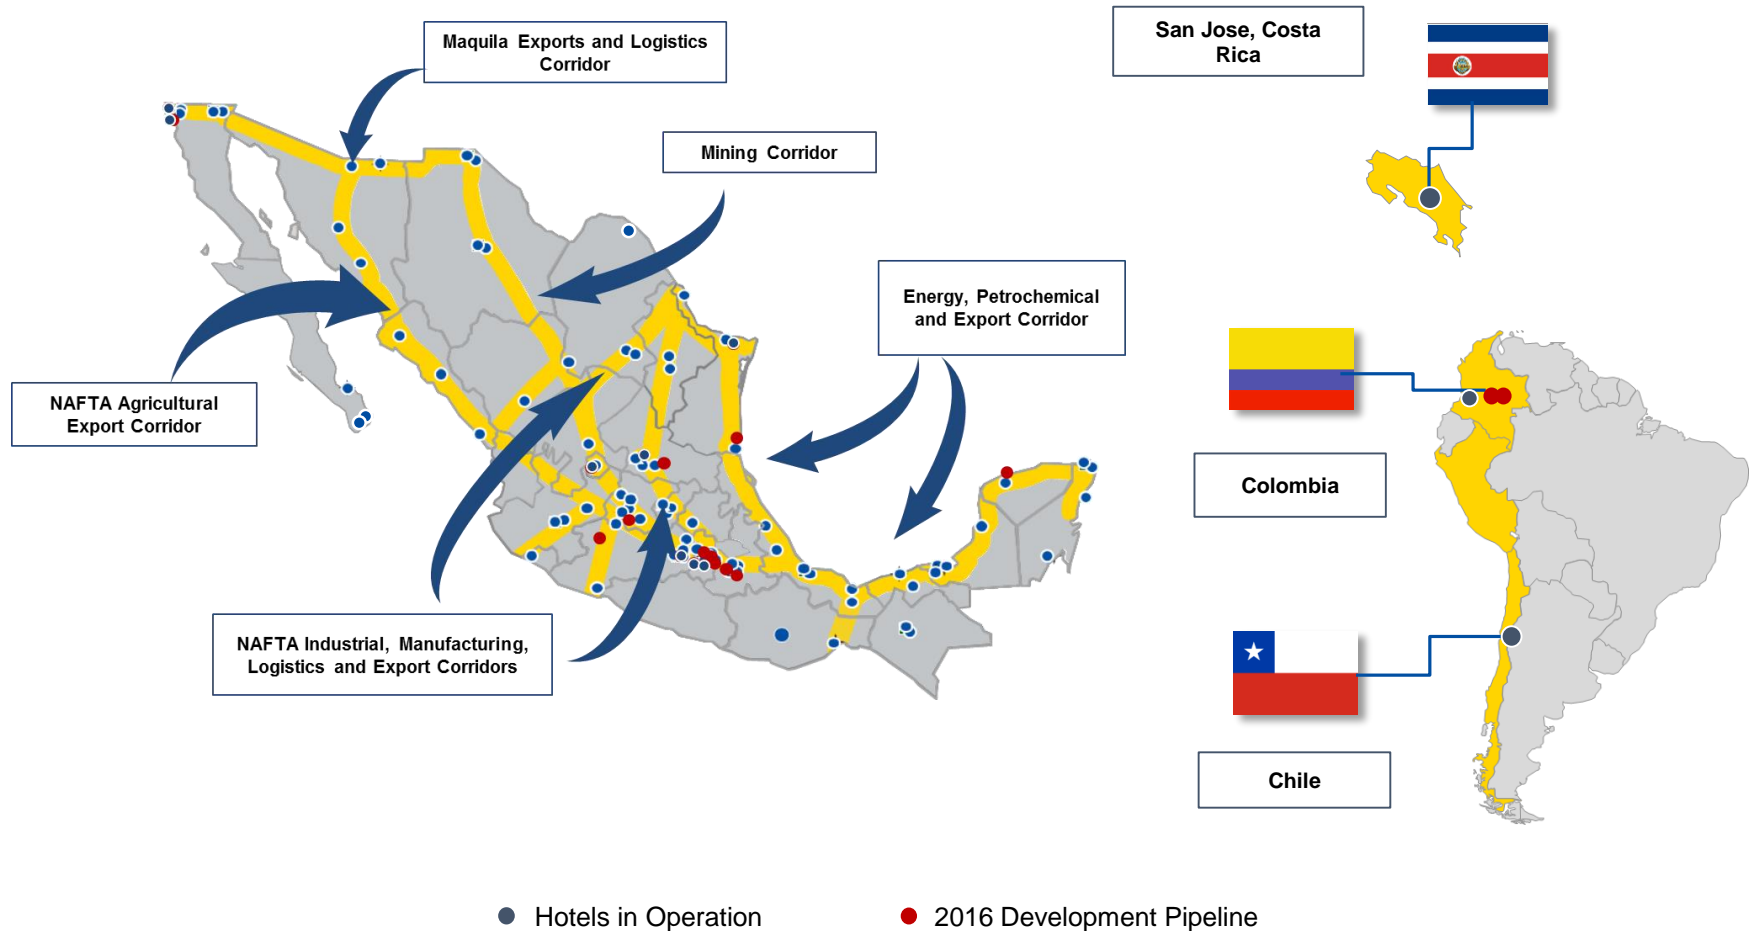 Maquila Exports and Logistics
Corridor
San Jose, Costa
Rica
Mining Corridor
Energy, Petrochemical
and Export Corridor
NAFTA Agricultural
Export Corridor
Colombia
NAFTA Industrial, Manufacturing,
Logistics and Export Corridors
Chile
Hotels in Operation
2016 Development Pipeline